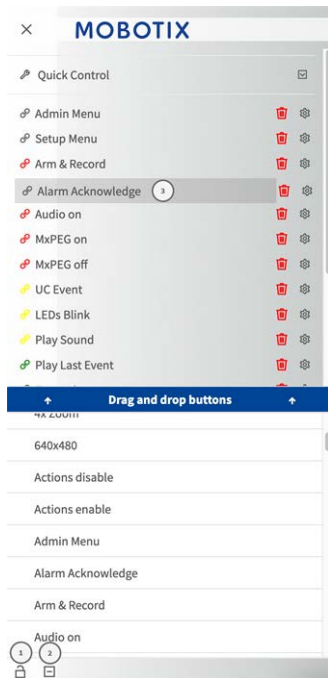 MOBOTIX
Quick Control
Admin Menu
Setup Menu
Arm & Record
Alarm Acknowledge 3
Audio on
MxPEG on
MxPEG off
UC Event
LEDs Blink
Play Sound
Play Last Event
Drag and drop buttons
4x Zoom
640x480
Actions disable
Actions enable
Admin Menu
Alarm Acknowledge
Arm & Record
Audio on
1 2